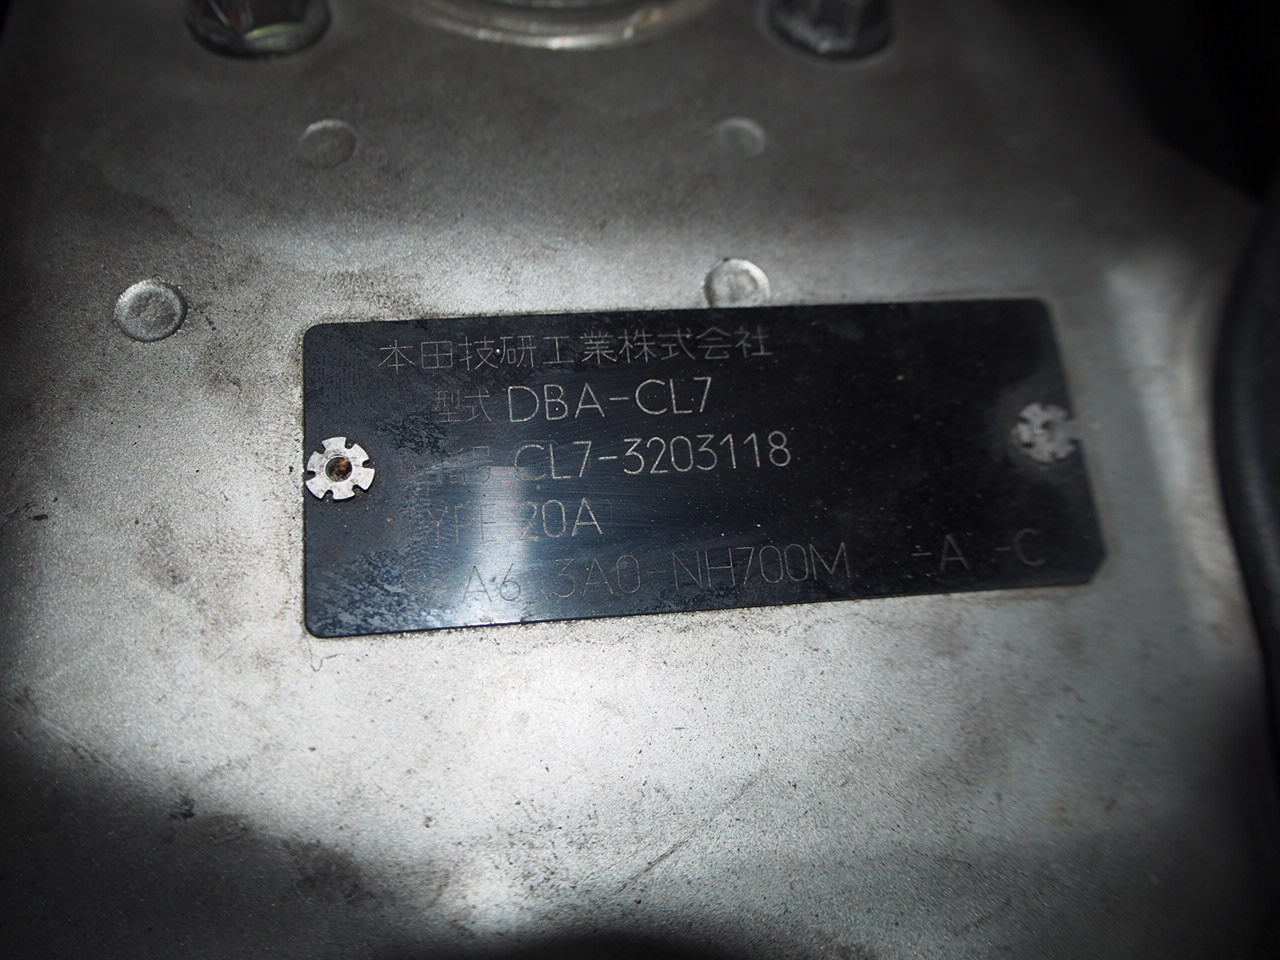 本田技研工業株式会社
型式 DBA-CL7
CL7-3203118
20A
3A0-NH700M -A -C